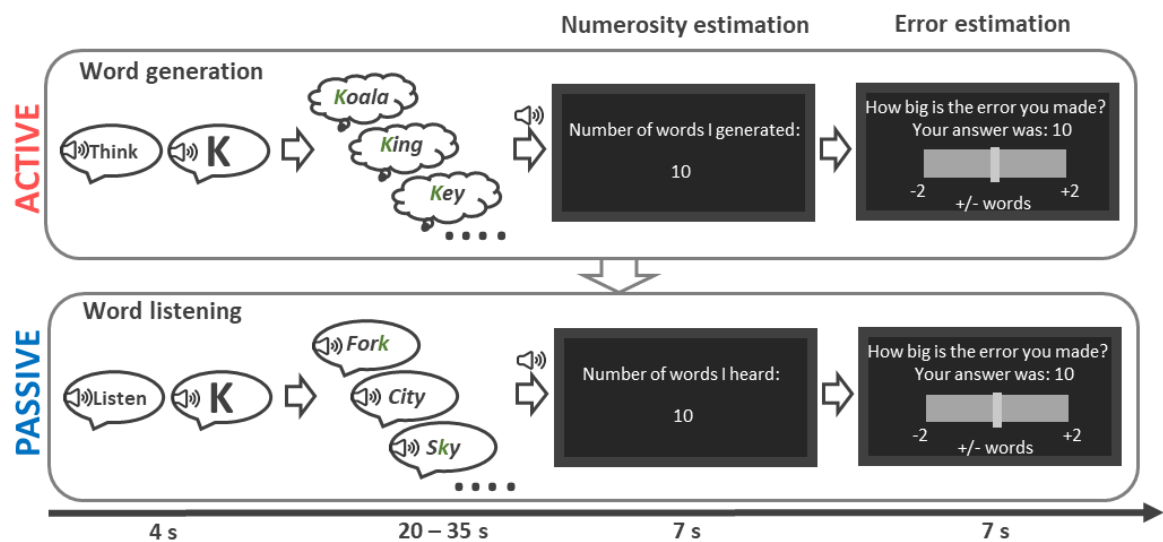 Numerosity estimation
Error estimation
ACTIVE
Word generation
Think
K
Koala
King
Key
Number of words I generated:
10
How big is the error you made?
Your answer was: 10
-2
+2
+/- words
PASSIVE
Word listening
Listen
K
Fork
City
Sky
Number of words I heard:
10
How big is the error you made?
Your answer was: 10
-2
+2
+/- words
4 s
20 – 35 s
7 s
7 s